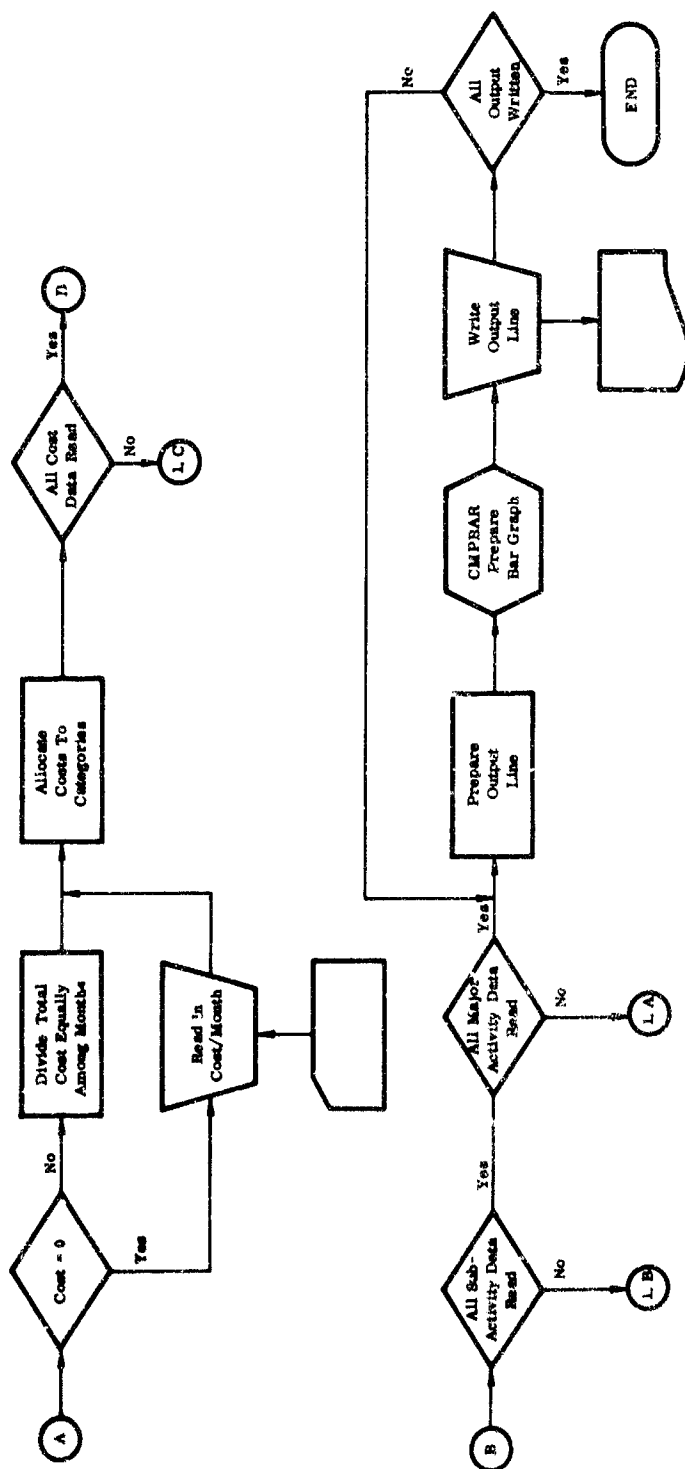 A
Cost = 0
No
Yes
Divide Total
Cost Equally
Among Months
Read in
Cost/Month
Allocate
Costs To
Categories
All Cost
Data Read
Yes
No
1. C
B
All Sub-
Activity Data
Read
Yes
No
1. B
All Major
Activity Data
Read
Yes
No
1. A
Prepare
Output
Line
CMPBAR
Prepare
Bar Graph
Write
Output
Line
All
Output
Written
No
Yes
END